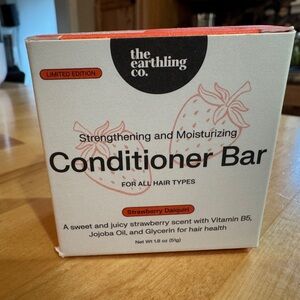 the
earthling
co.
LIMITED EDITION
Strengthening and Moisturizing
Conditioner Bar
FOR ALL HAIR TYPES
Strawberry Daiquiri
A sweet and juicy strawberry scent with Vitamin B5,
Jojoba Oil, and Glycerin for hair health
Net Wt 1.8 oz (51g)